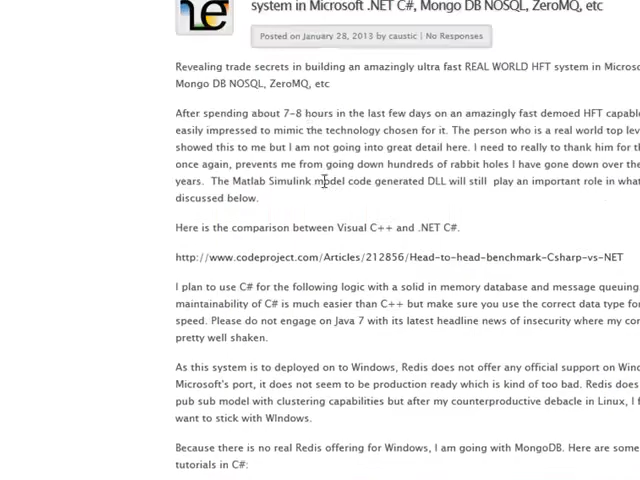 system in Microsoft .NET C#, Mongo DB NOSQL, ZeroMQ, etc
Posted on January 28, 2013 by caustic | No Responses
Revealing trade secrets in building an amazingly ultra fast REAL WORLD HFT system in Microso
Mongo DB NOSQL, ZeroMQ, etc
After spending about 7-8 hours in the last few days on an amazingly fast demoed HFT capabl
easily impressed to mimic the technology chosen for it. The person who is a real world top lev
showed this to me but I am not going into great detail here. I need to really to thank him for th
once again, prevents me from going down hundreds of rabbit holes I have gone down over the
years. The Matlab Simulink model code generated DLL will still play an important role in what
discussed below.
Here is the comparison between Visual C++ and .NET C#.
http://www.codeproject.com/Articles/212856/Head-to-head-benchmark-Csharp-vs-NET
I plan to use C# for the following logic with a solid in memory database and message queuing.
maintainability of C# is much easier than C++ but make sure you use the correct data type for
speed. Please do not engage on Java 7 with its latest headline news of insecurity where my con
pretty well shaken.
As this system is to deployed on to Windows, Redis does not offer any official support on Wind
Microsoft's port, it does not seem to be production ready which is kind of too bad. Redis does
pub sub model with clustering capabilities but after my counterproductive debacle in Linux, I f
want to stick with WIndows.
Because there is no real Redis offering for Windows, I am going with MongoDB. Here are some
tutorials in C#: